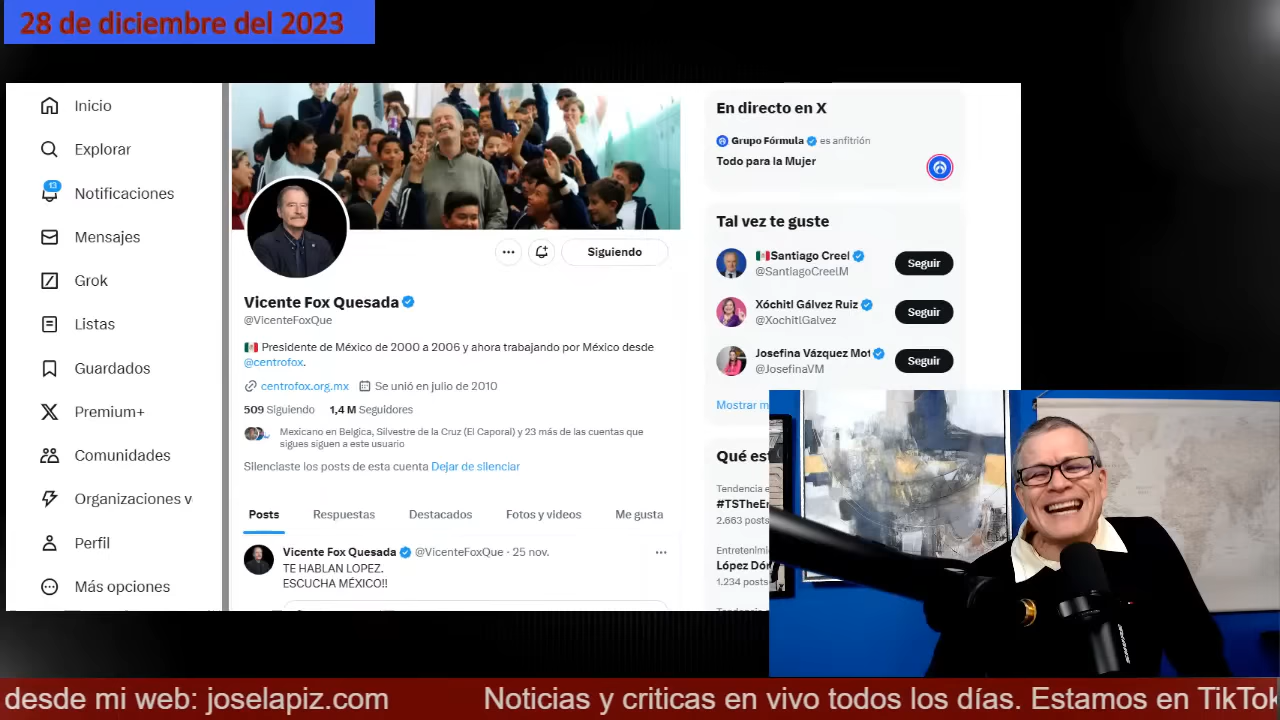 28 de diciembre del 2023
Inicio
Explorar
13
Notificaciones
Mensajes
Grok
Listas
Guardados
Premium+
Comunidades
Organizaciones v
Perfil
Más opciones
Siguiendo
Vicente Fox Quesada
@VicenteFoxQue
Presidente de México de 2000 a 2006 y ahora trabajando por México desde
@centrofox.
centrofox.org.mx Se unió en julio de 2010
509 Siguiendo 1,4 M Seguidores
Mexicano en Belgica, Silvestre de la Cruz (El Caporal) y 23 más de las cuentas que
sigues siguen a este usuario
Silenciaste los posts de esta cuenta Dejar de silenciar
Posts Respuestas Destacados Fotos y videos Me gusta
Vicente Fox Quesada @VicenteFoxQue · 25 nov.
TE HABLAN LOPEZ.
ESCUCHA MÉXICO!!
En directo en X
Grupo Fórmula es anfitrión
Todo para la Mujer
Tal vez te guste
Santiago Creel
@SantiagoCreelM
Seguir
Xóchitl Gálvez Ruiz
@XochitlGalvez
Seguir
Josefina Vázquez Mot
@JosefinaVM
Seguir
Mostrar m
Qué est
Tendencia e
#TSTheEr
2.663 posts
Entretenimie
López Dór
1.234 posts
desde mi web: joselapiz.com Noticias y criticas en vivo todos los días. Estamos en TikTok